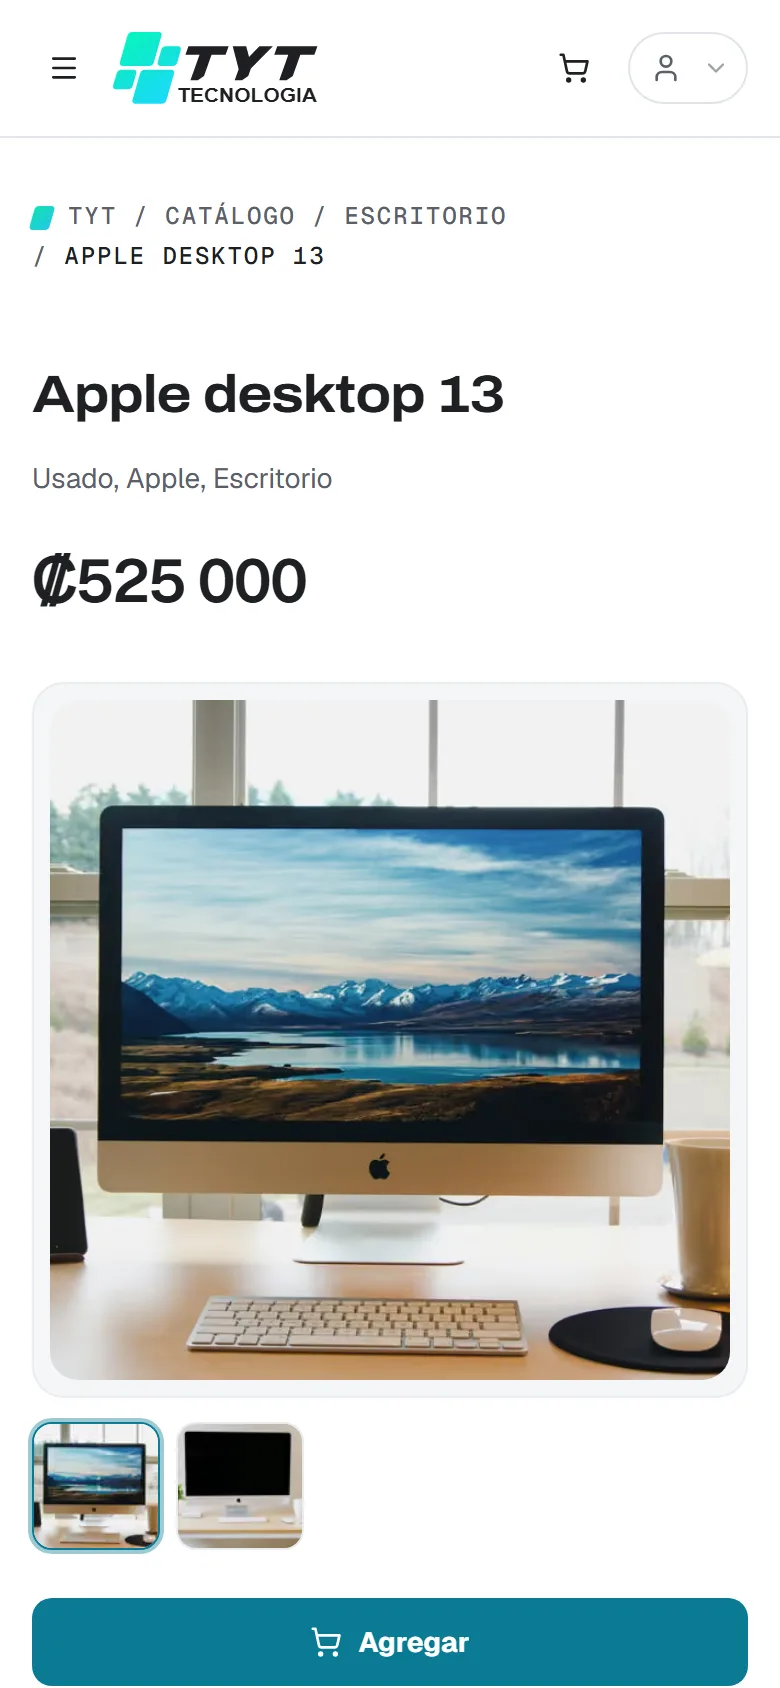 TYT
TECNOLOGIA
TYT / CATÁLOGO / ESCRITORIO
/ APPLE DESKTOP 13
Apple desktop 13
Usado, Apple, Escritorio
₡525 000
Agregar